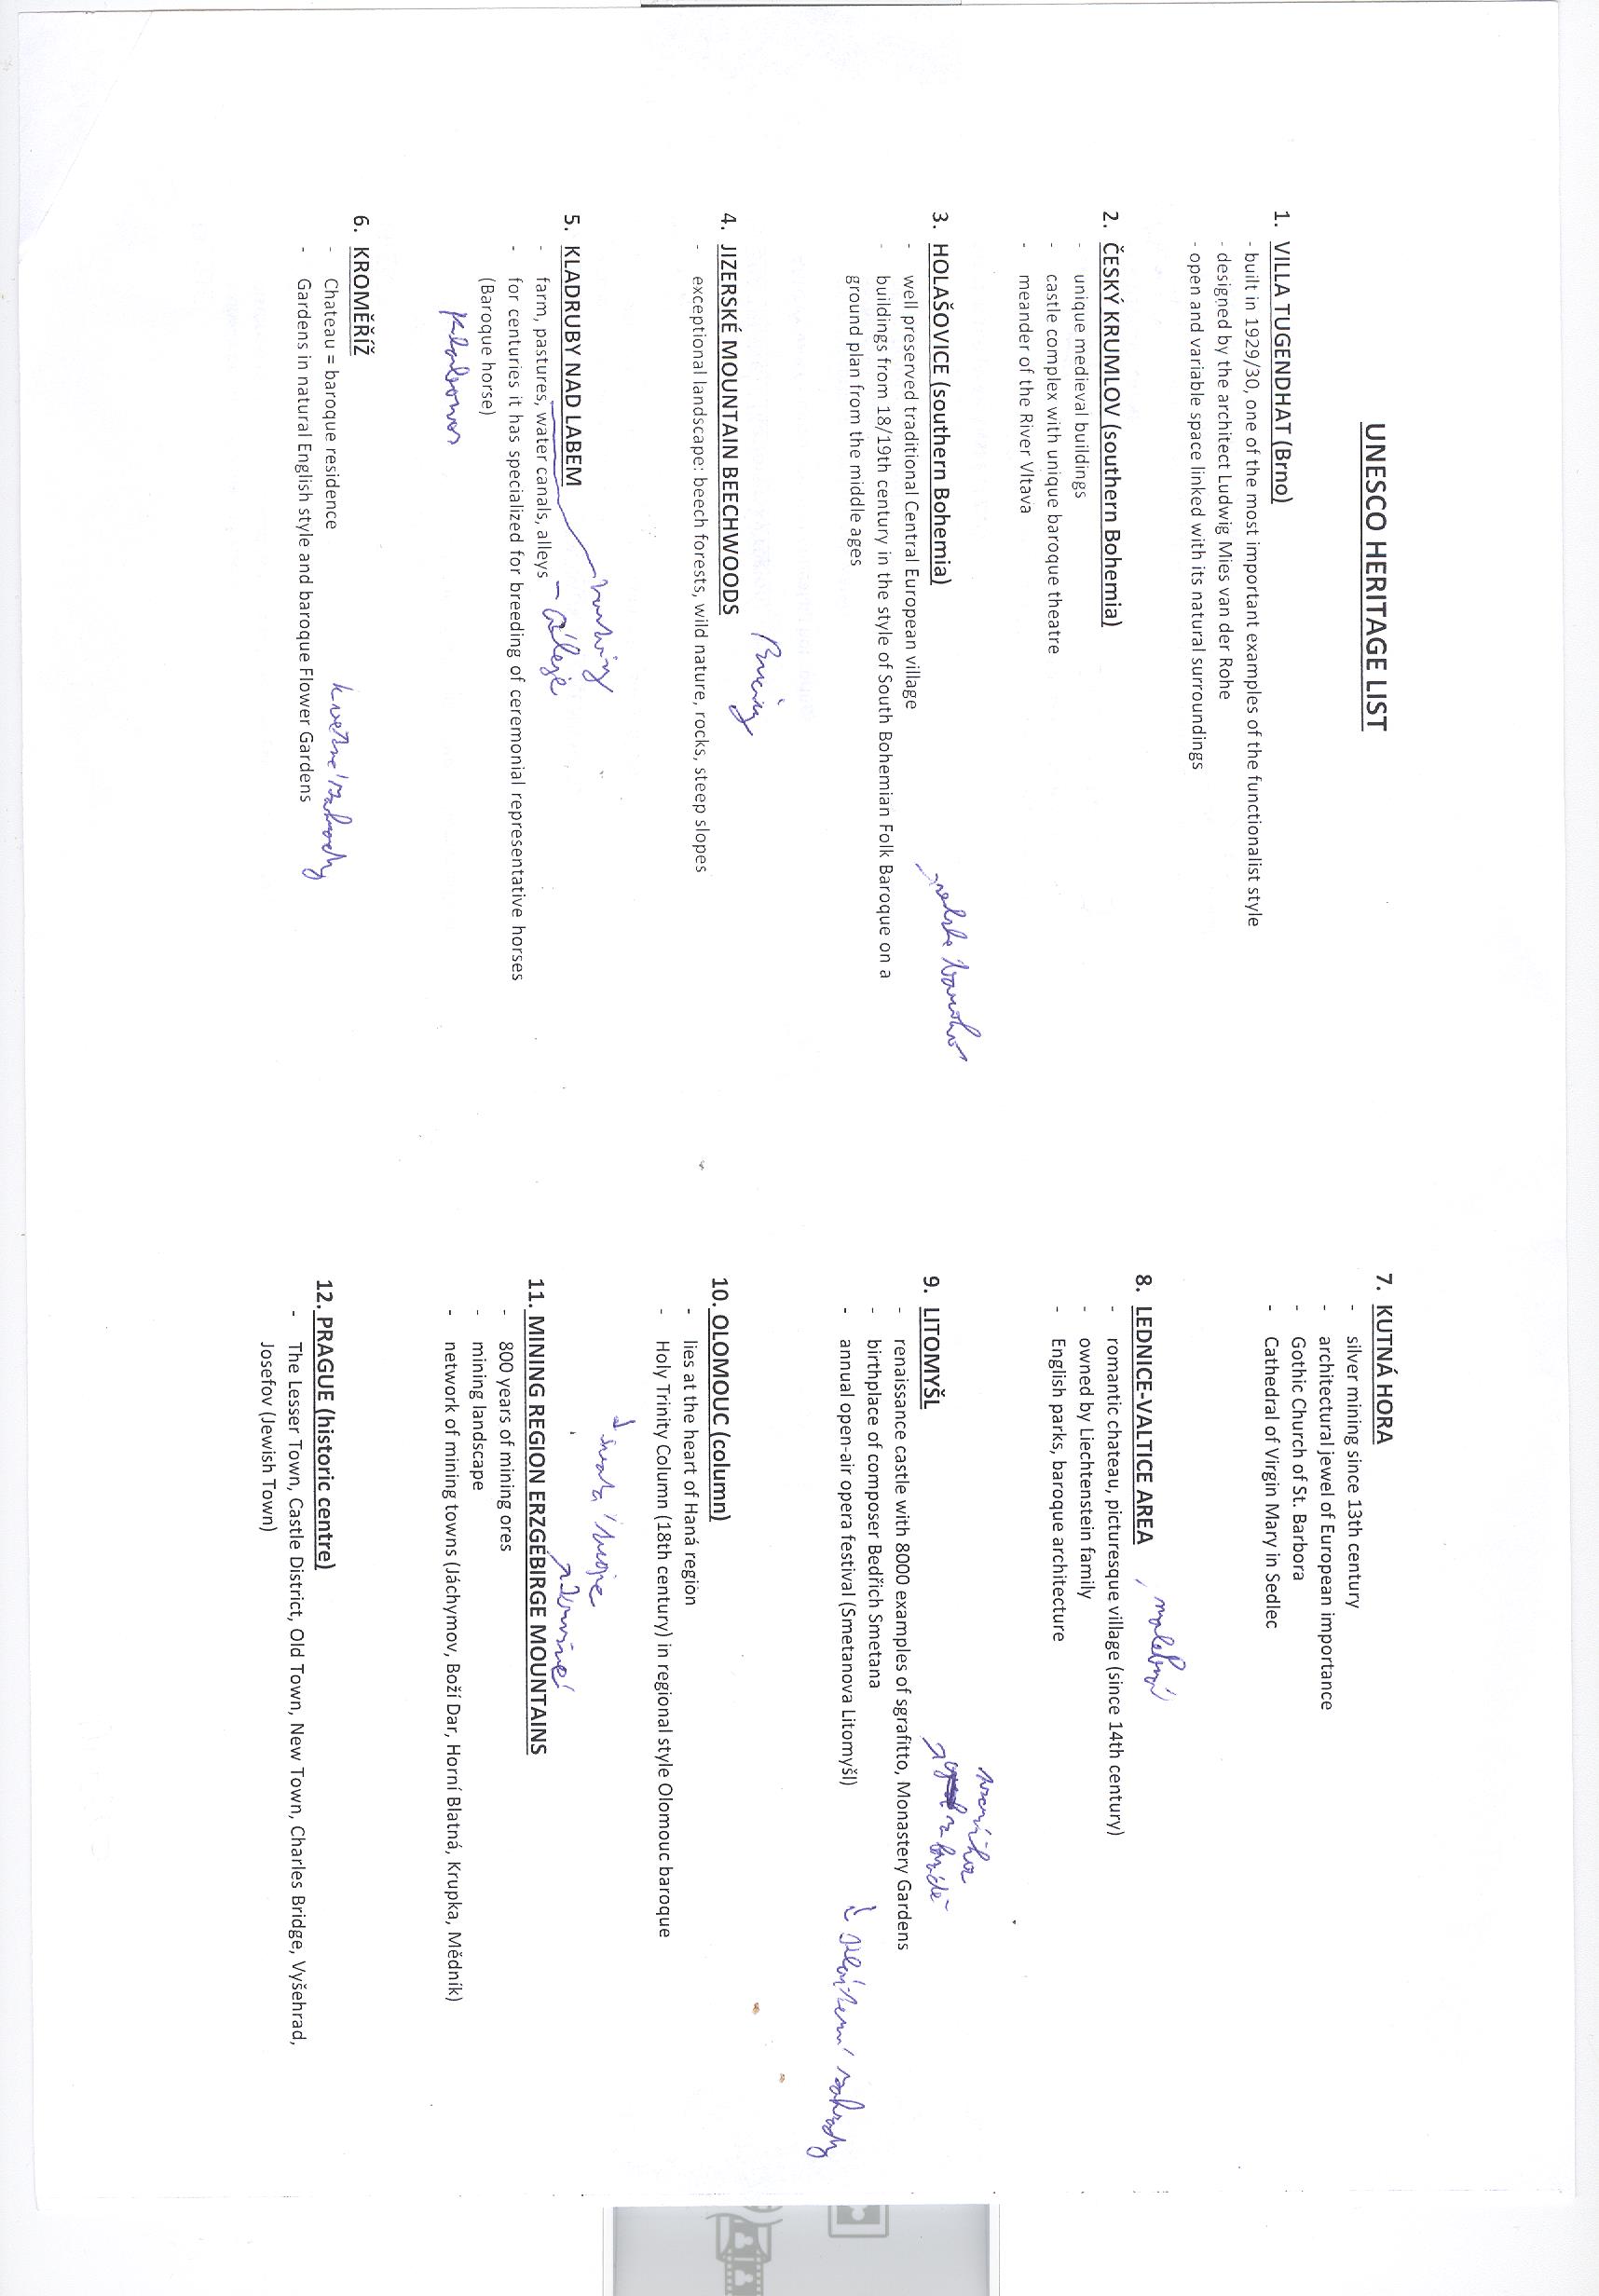 UNESCO HERITAGE LIST
1. VILLA TUGENDHAT (Brno)
- built in 1929/30, one of the most important examples of the functionalist style
- designed by the architect Ludwig Mies van der Rohe
- open and variable space linked with its natural surroundings
2. ČESKÝ KRUMLOV (southern Bohemia)
- unique medieval buildings
- castle complex with unique baroque theatre
- meander of the River Vltava
selské baroko
3. HOLAŠOVICE (southern Bohemia)
- well preserved traditional Central European village
- buildings from 18/19th century in the style of South Bohemian Folk Baroque on a
ground plan from the middle ages
Bučiny
4. JIZERSKÉ MOUNTAIN BEECHWOODS
- exceptional landscape: beech forests, wild nature, rocks, steep slopes
5. KLADRUBY NAD LABEM
- farm, pastures, water canals, alleys - áleje
- for centuries it has specialized for breeding of ceremonial representative horses
(Baroque horse)
6. KROMĚŘÍŽ
- Chateau = baroque residence
květné zahrady
- Gardens in natural English style and baroque Flower Gardens
7. KUTNÁ HORA
- silver mining since 13th century
- architectural jewel of European importance
- Gothic Church of St. Barbora
- Cathedral of Virgin Mary in Sedlec
malebná
8. LEDNICE-VALTICE AREA
- romantic chateau, picturesque village (since 14th century)
- owned by Liechtenstein family
- English parks, baroque architecture
9. LITOMYŠL
- renaissance castle with 8000 examples of sgrafitto, Monastery Gardens
- birthplace of composer Bedřich Smetana
- annual open-air opera festival (Smetanova Litomyšl)
Klášterní zahrady
10. OLOMOUC (column)
- lies at the heart of Haná region
- Holy Trinity Column (18th century) in regional style Olomouc baroque
svatá trojce
11. MINING REGION ERZGEBIRGE MOUNTAINS
- 800 years of mining ores
- mining landscape
- network of mining towns (Jáchymov, Boží Dar, Horní Blatná, Krupka, Mědník)
12. PRAGUE (historic centre)
- The Lesser Town, Castle District, Old Town, New Town, Charles Bridge, Vyšehrad,
Josefov (Jewish Town)